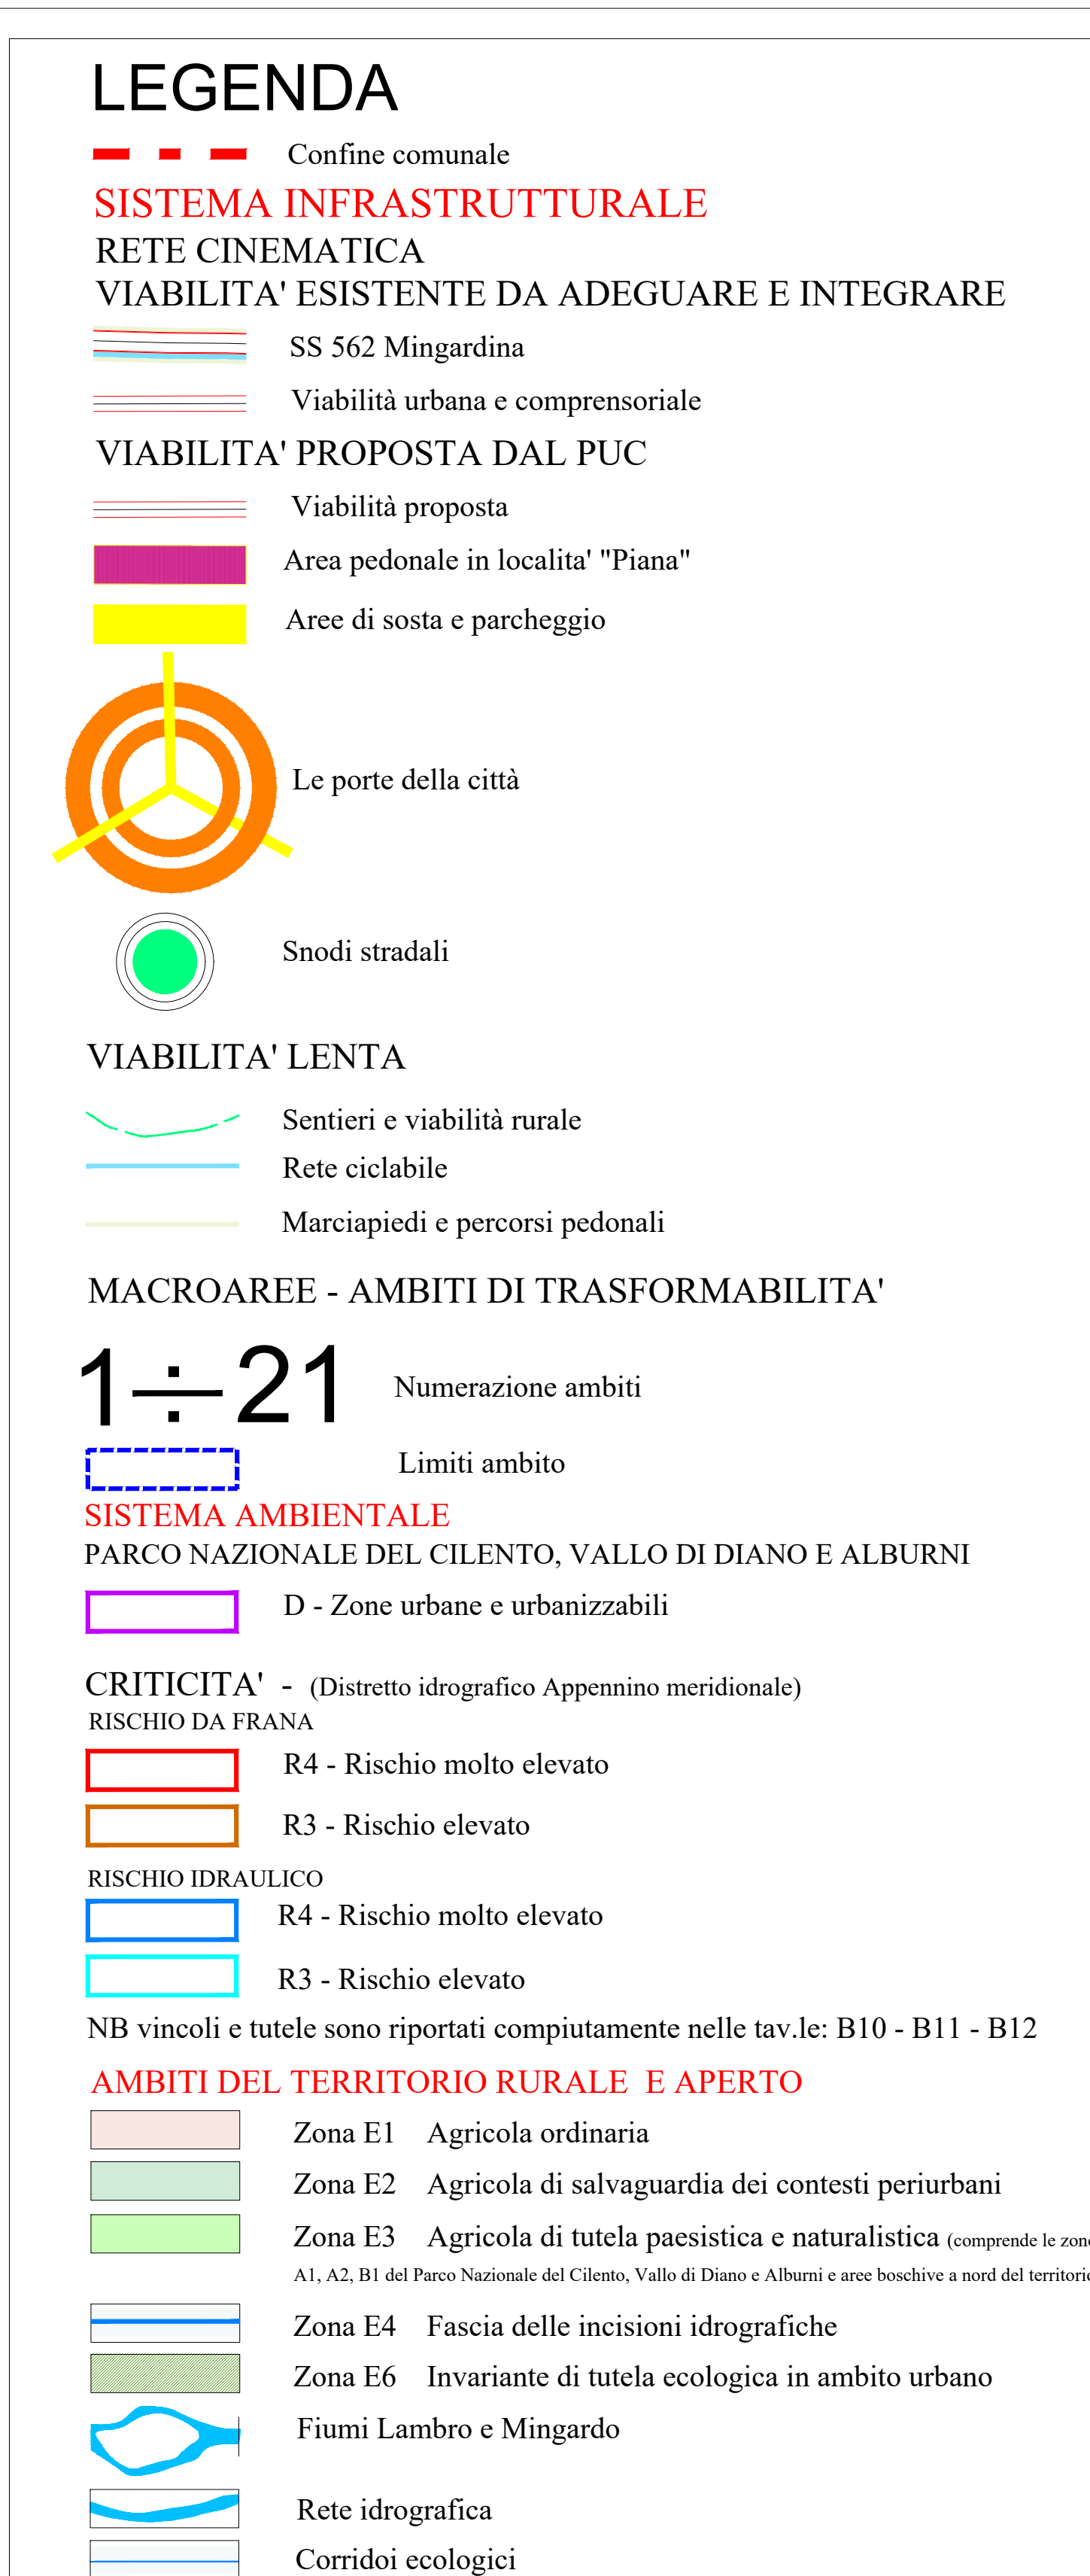 LEGENDA
Confine comunale
SISTEMA INFRASTRUTTURALE
RETE CINEMATICA
VIABILITA' ESISTENTE DA ADEGUARE E INTEGRARE
SS 562 Mingardina
Viabilità urbana e comprensoriale
VIABILITA' PROPOSTA DAL PUC
Viabilità proposta
Area pedonale in localita' "Piana"
Aree di sosta e parcheggio
Le porte della città
Snodi stradali
VIABILITA' LENTA
Sentieri e viabilità rurale
Rete ciclabile
Marciapiedi e percorsi pedonali
MACROAREE - AMBITI DI TRASFORMABILITA'
1÷21 Numerazione ambiti
Limiti ambito
SISTEMA AMBIENTALE
PARCO NAZIONALE DEL CILENTO, VALLO DI DIANO E ALBURNI
D - Zone urbane e urbanizzabili
CRITICITA' - (Distretto idrografico Appennino meridionale)
RISCHIO DA FRANA
R4 - Rischio molto elevato
R3 - Rischio elevato
RISCHIO IDRAULICO
R4 - Rischio molto elevato
R3 - Rischio elevato
NB vincoli e tutele sono riportati compiutamente nelle tav.le: B10 - B11 - B12
AMBITI DEL TERRITORIO RURALE E APERTO
Zona E1 Agricola ordinaria
Zona E2 Agricola di salvaguardia dei contesti periurbani
Zona E3 Agricola di tutela paesistica e naturalistica (comprende le zone
A1, A2, B1 del Parco Nazionale del Cilento, Vallo di Diano e Alburni e aree boschive a nord del territorio
Zona E4 Fascia delle incisioni idrografiche
Zona E6 Invariante di tutela ecologica in ambito urbano
Fiumi Lambro e Mingardo
Rete idrografica
Corridoi ecologici